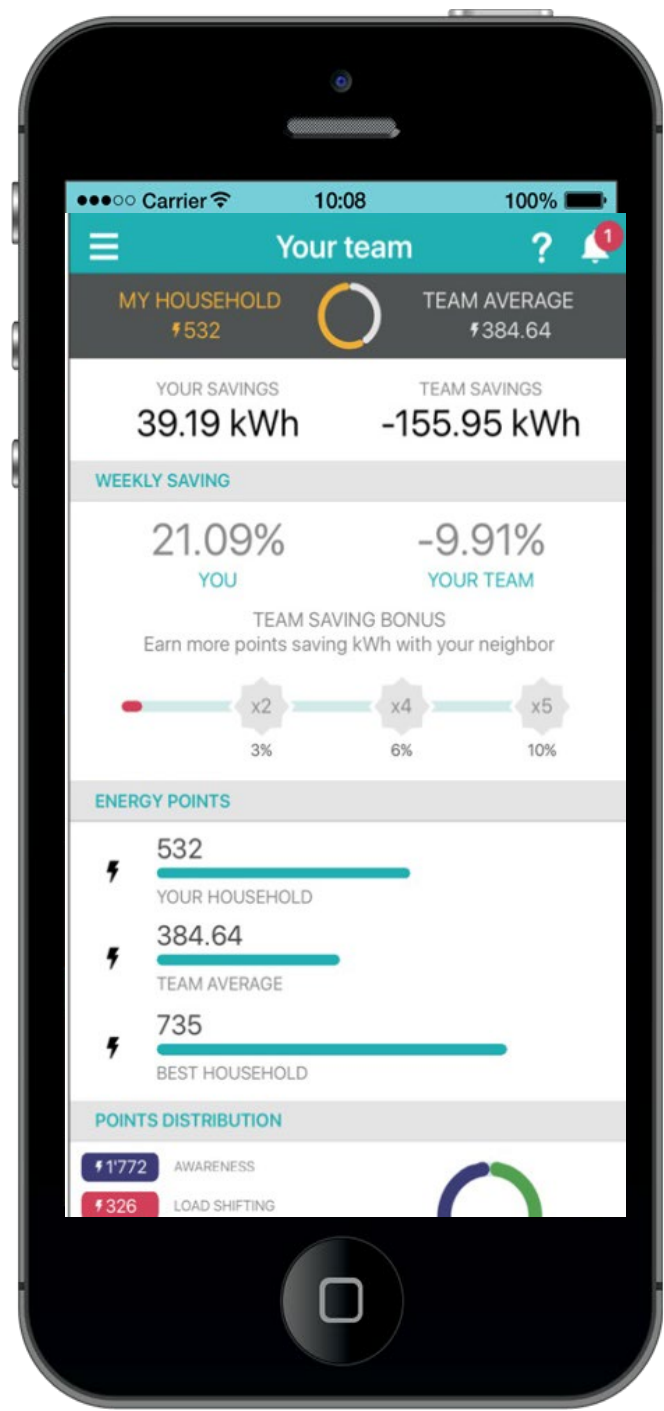 Carrier 10:08 100%
Your team ? 1
MY HOUSEHOLD TEAM AVERAGE
532 384.64
YOUR SAVINGS TEAM SAVINGS
39.19 kWh -155.95 kWh
WEEKLY SAVING
21.09% -9.91%
YOU YOUR TEAM
TEAM SAVING BONUS
Earn more points saving kWh with your neighbor
x2 x4 x5
3% 6% 10%
ENERGY POINTS
532
YOUR HOUSEHOLD
384.64
TEAM AVERAGE
735
BEST HOUSEHOLD
POINTS DISTRIBUTION
1'772 AWARENESS
326 LOAD SHIFTING